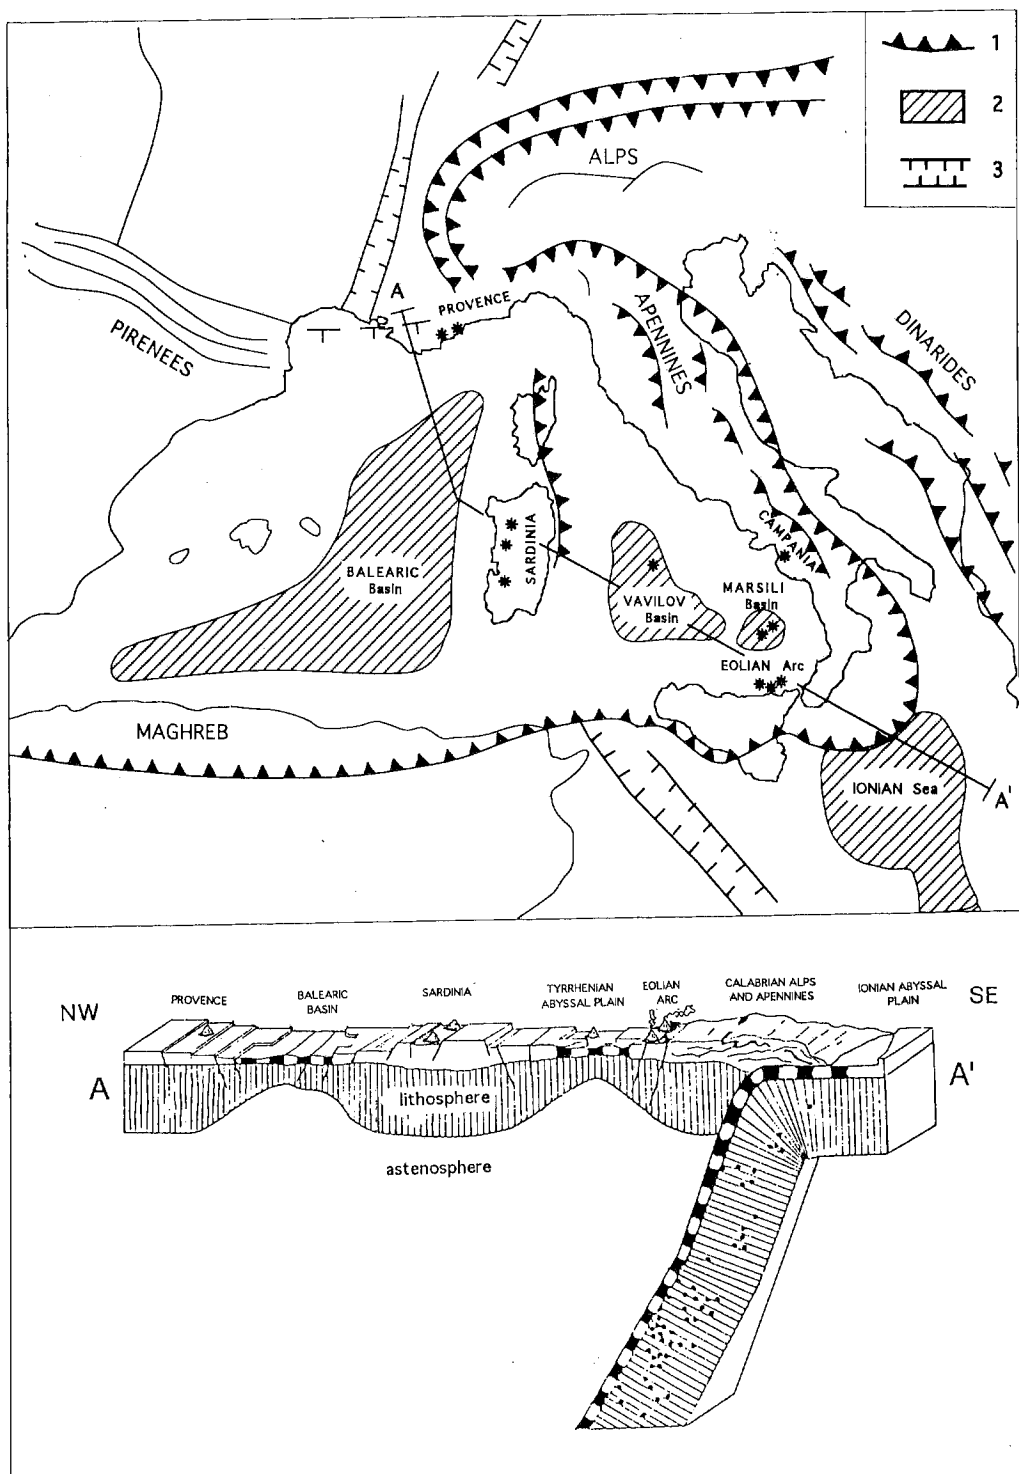 1
2
3
ALPS
A
PROVENCE
PIRENEES
APENNINES
DINARIDES
CAMPANIA
SARDINIA
BALEARIC
Basin
VAVILOV
Basin
MARSILI
Basin
EOLIAN Arc
MAGHREB
IONIAN Sea
A'
NW
PROVENCE
BALEARIC
BASIN
SARDINIA
TYRRHENIAN
ABYSSAL PLAIN
EOLIAN
ARC
CALABRIAN ALPS
AND APENNINES
IONIAN ABYSSAL
PLAIN
SE
A
A'
lithosphere
astenosphere